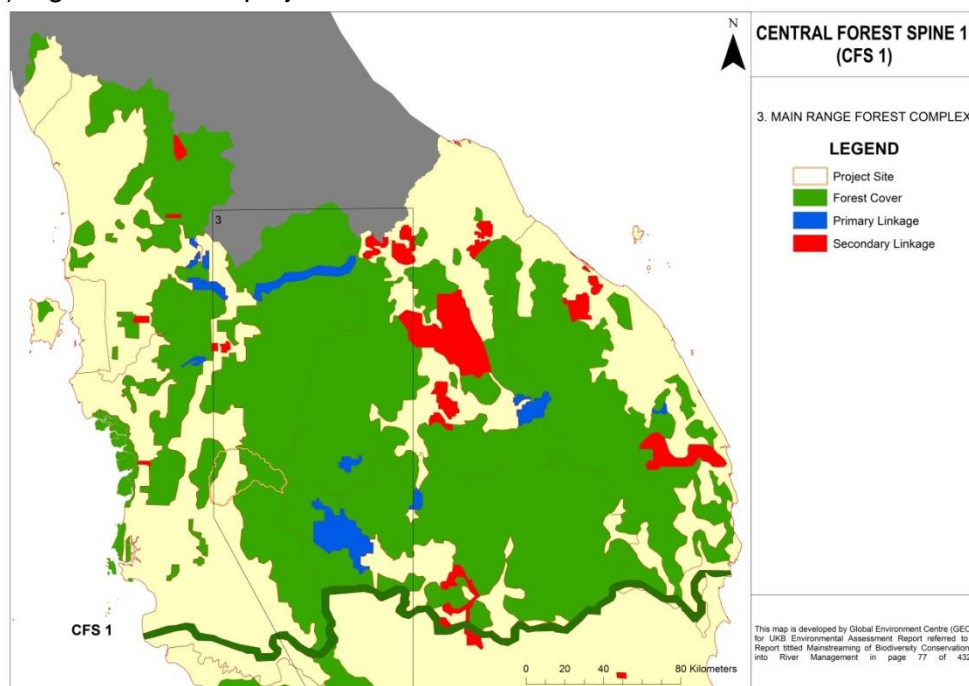 N
CENTRAL FOREST SPINE 1
(CFS 1)
3. MAIN RANGE FOREST COMPLEX
LEGEND
Project Site
Forest Cover
Primary Linkage
Secondary Linkage
3
CFS 1
0 20 40 80 Kilometers
This map is developed by Global Environment Centre (GEC
for UKB Environmental Assessment Report referred to
Report tittled Mainstreaming of Biodiversity Conservation
into River Management in page 77 of 432